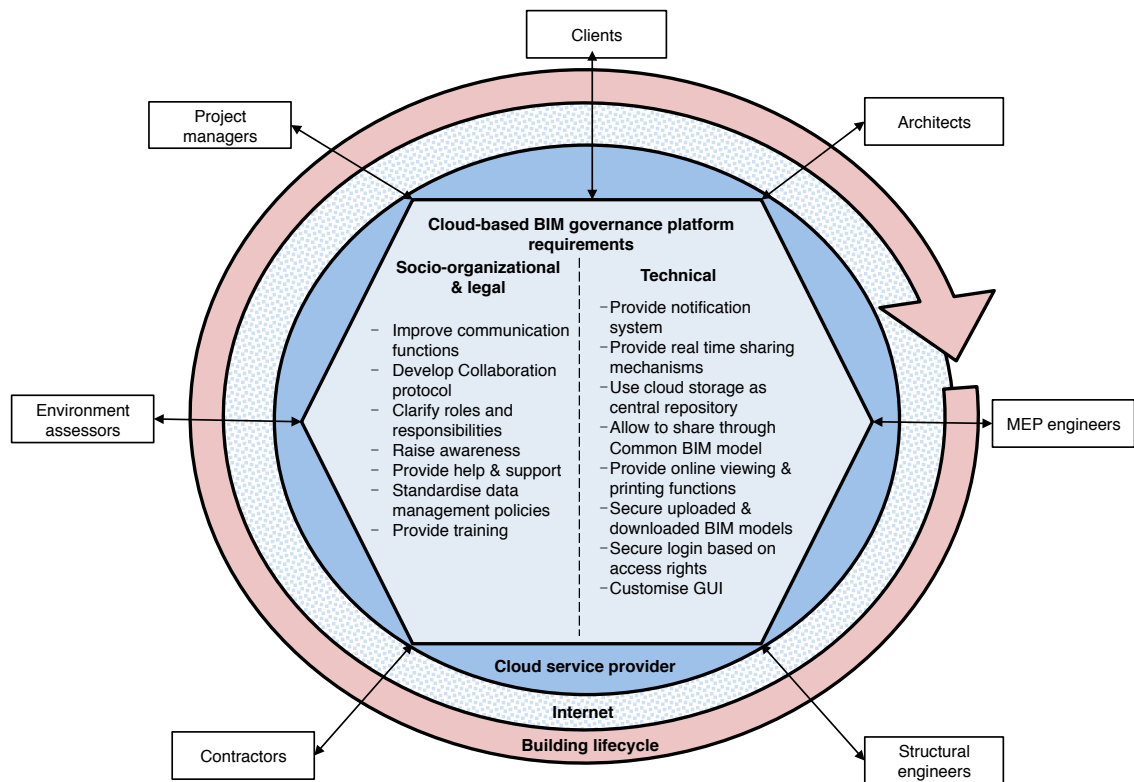 Clients
Project
managers
Architects
Cloud-based BIM governance platform
requirements
Socio-organizational
& legal
– Improve communication
functions
– Develop Collaboration
protocol
– Clarify roles and
responsibilities
– Raise awareness
– Provide help & support
– Standardise data
management policies
– Provide training
Technical
– Provide notification
system
– Provide real time sharing
mechanisms
– Use cloud storage as
central repository
– Allow to share through
Common BIM model
– Provide online viewing &
printing functions
– Secure uploaded &
downloaded BIM models
– Secure login based on
access rights
– Customise GUI
Environment
assessors
MEP engineers
Cloud service provider
Internet
Building lifecycle
Contractors
Structural
engineers